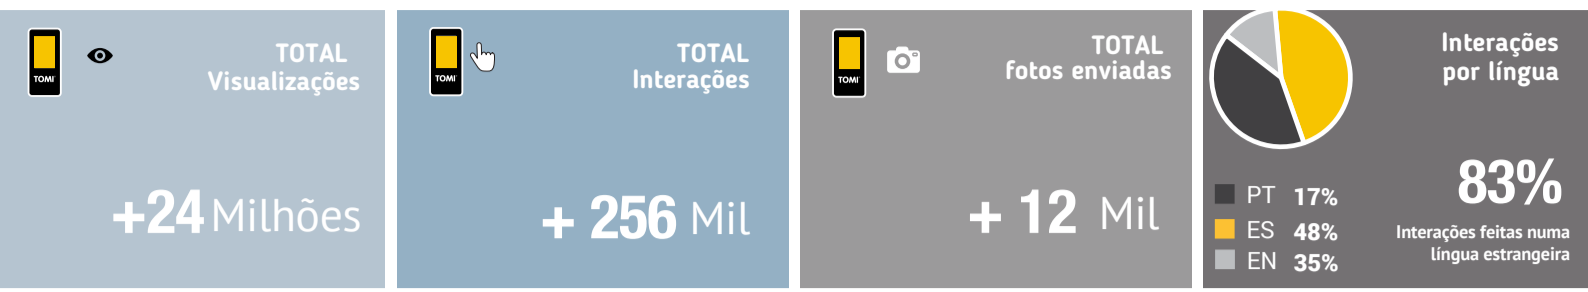 TOMI
TOTAL
Visualizações
+24 Milhões
TOMI
TOTAL
Interações
+ 256 Mil
TOMI
TOTAL
fotos enviadas
+ 12 Mil
Interações
por língua
PT 17%
ES 48%
EN 35%
83%
Interações feitas numa
língua estrangeira